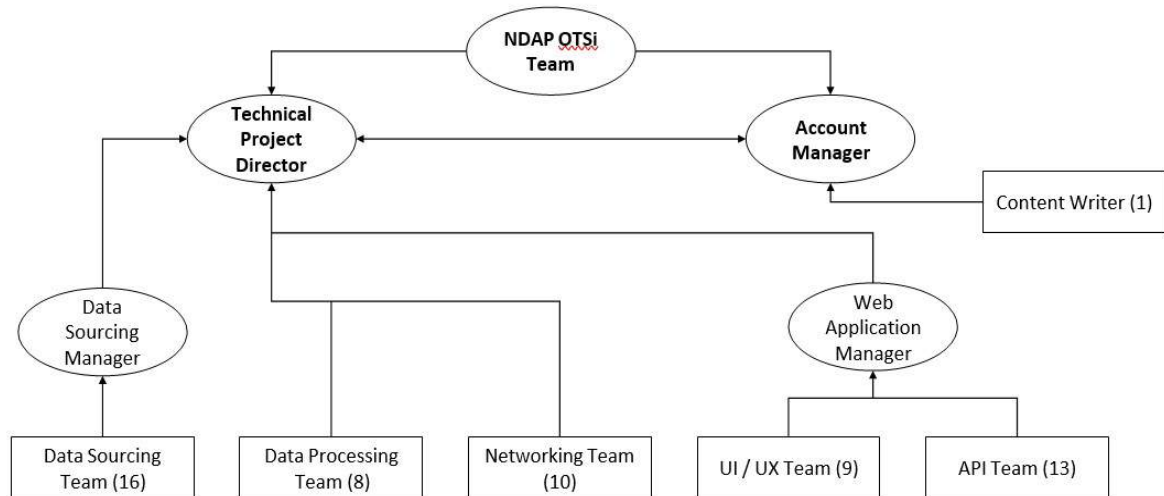 NDAP OTSi
Team
Technical
Project
Director
Account
Manager
Content Writer (1)
Data
Sourcing
Manager
Web
Application
Manager
Data Sourcing
Team (16)
Data Processing
Team (8)
Networking Team
(10)
UI / UX Team (9)
API Team (13)